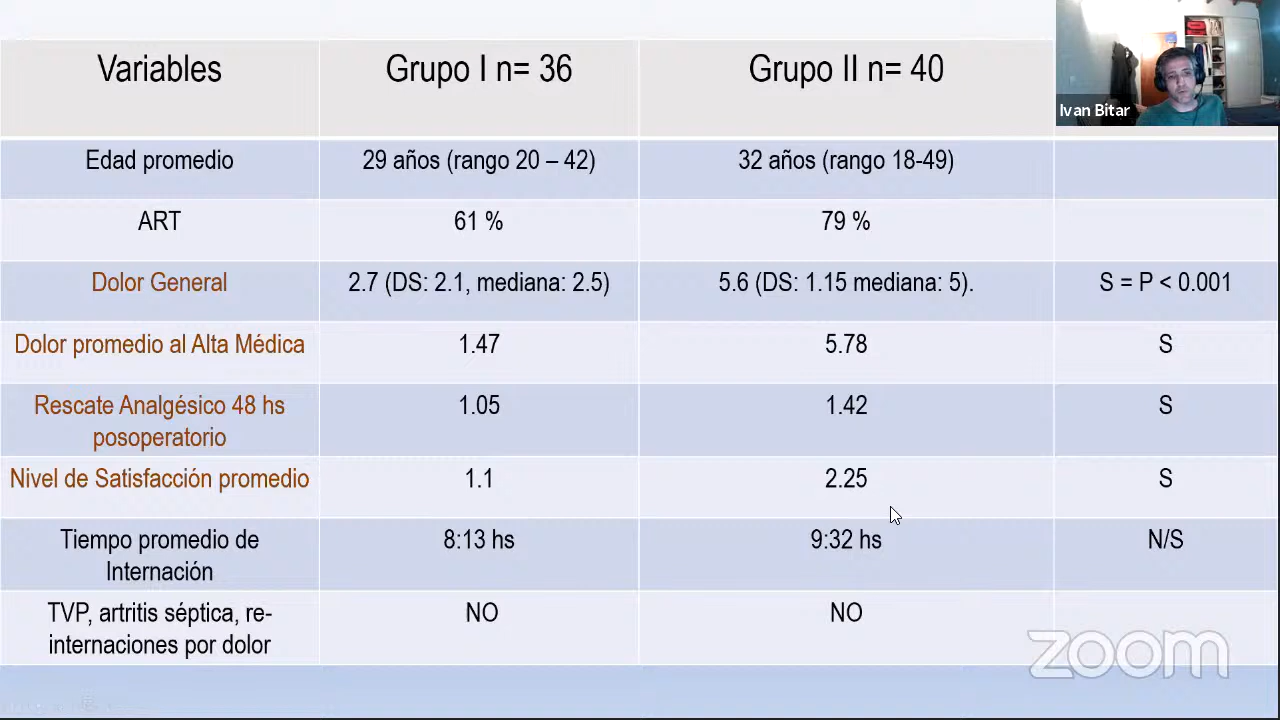 Variables
Grupo I n= 36
Grupo II n= 40
Ivan Bitar
Edad promedio
29 años (rango 20 – 42)
32 años (rango 18-49)
ART
61 %
79 %
Dolor General
2.7 (DS: 2.1, mediana: 2.5)
5.6 (DS: 1.15 mediana: 5).
S = P < 0.001
Dolor promedio al Alta Médica
1.47
5.78
S
Rescate Analgésico 48 hs
posoperatorio
1.05
1.42
S
Nivel de Satisfacción promedio
1.1
2.25
S
Tiempo promedio de
Internación
8:13 hs
9:32 hs
N/S
TVP, artritis séptica, re-
internaciones por dolor
NO
NO
zoom